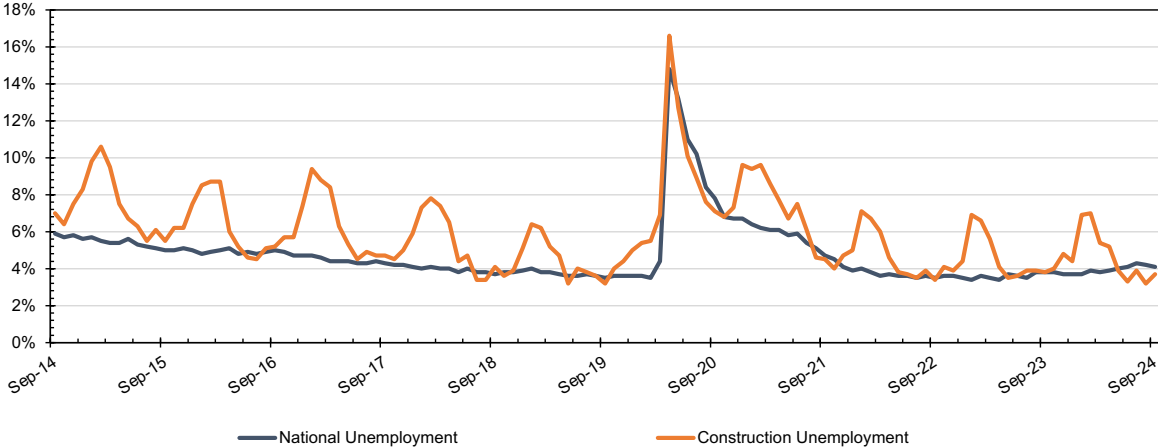 18%
16%
14%
12%
10%
8%
6%
4%
2%
0%
Sep-14
Sep-15
Sep-16
Sep-17
Sep-18
Sep-19
Sep-20
Sep-21
Sep-22
Sep-23
Sep-24
National Unemployment
Construction Unemployment